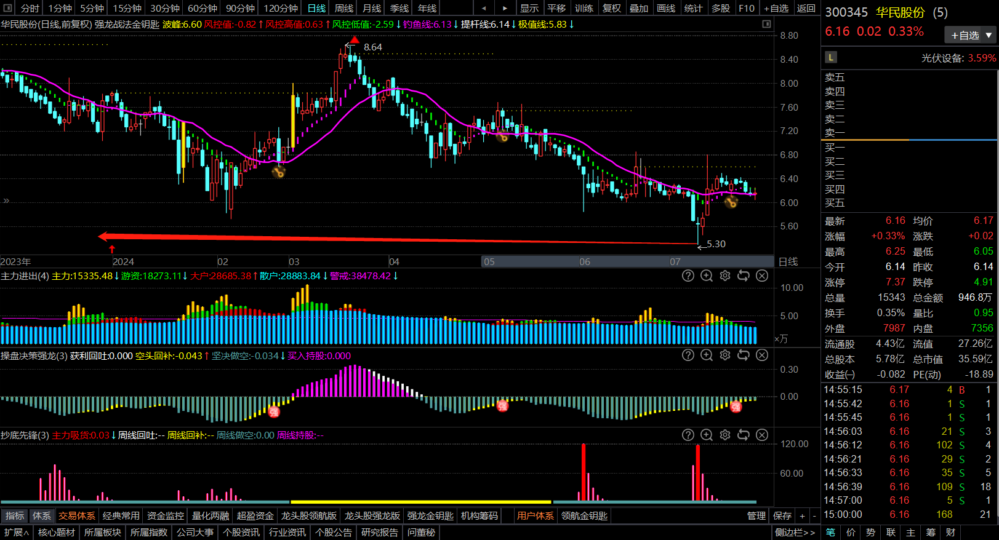 分时 1分钟 5分钟 15分钟 30分钟 60分钟 90分钟 120分钟 日线 周线 月线 季线 年线 ◂ ▸ 显示 平移 训练 复权 叠加 画线 统计 多股 F10 +自选 返回
300345 华民股份 (5)
6.16 0.02 0.33%
+自选 ▼
L 光伏设备: 3.59%
华民股份(日线,前复权) 强龙战法金钥匙 波峰:6.60 风控值:-0.82↑ 风控高值:0.63↑ 风控低值:-2.59↓ 钓鱼线:6.13↓ 提杆线:6.14↓ 极值线:5.83↓
8.80
8.40
8.00
7.60
7.20
6.80
6.40
6.00
5.60
8.64
5.30
»
2023年 2024 02 03 04 05 06 07 日线
主力进出(4) 主力:15335.48↓ 游资:18273.11↓ 大户:28685.38↑ 散户:28883.84↓ 警戒:38478.42↓
10.00
5.00
×万
操盘决策强龙(3) 获利回吐:0.000 空头回补:-0.043↑ 坚决做空:-0.034↓ 买入持股:0.000
0.30
0.00
强 强 强
抄底先锋(3) 主力吸货:0.03↓ 周线回吐:-- 周线回补:-- 周线做空:0.00 周线持股:--
120.00
60.00
指标 体系 交易体系 经典常用 资金监控 量化两融 超盈资金 龙头股领航版 龙头股强龙版 强龙金钥匙 机构筹码 用户体系 领航金钥匙 管理 保存 + -
扩展∧ 核心题材 所属板块 所属指数 公司大事 个股资讯 行业资讯 个股公告 研究报告 问董秘 侧边栏>>
卖五
卖四
卖三
卖二
卖一
买一
买二
买三
买四
买五
最新 6.16 均价 6.17
涨幅 +0.33% 涨跌 +0.02
最高 6.25 最低 6.05
今开 6.14 昨收 6.14
涨停 7.37 跌停 4.91
总量 15343 总金额 946.8万
换手 0.35% 量比 0.95
外盘 7987 内盘 7356
流通股 4.43亿 流值 27.26亿
总股本 5.78亿 总市值 35.59亿
收益㈠ -0.082 PE(动) -18.89
14:55:15 6.17 4 B 1
14:55:42 6.16 1 S 1
14:55:45 6.16 1 S 1
14:56:03 6.16 21 S 3
14:56:12 6.16 102 S 4
14:56:21 6.16 29 S 2
14:56:33 6.16 35 S 5
14:56:39 6.16 109 S 18
14:57:00 6.16 5 S 1
15:00:00 6.16 168 21
笔 价 势 联 主 筹 财